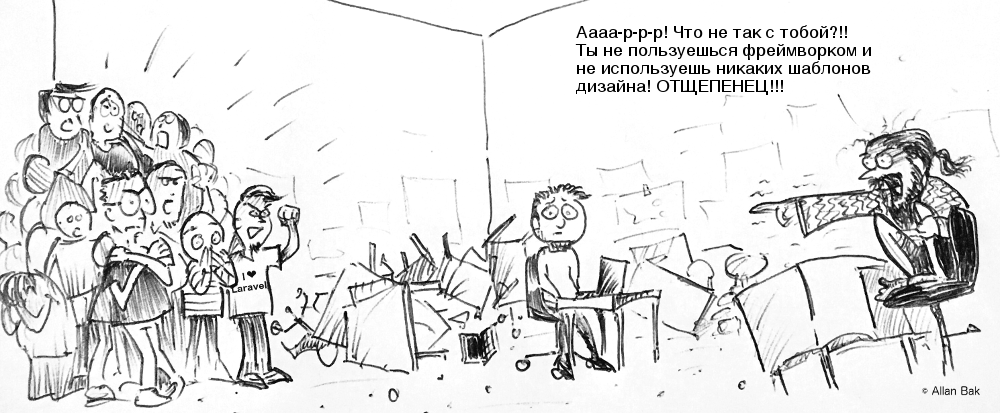 Аааа-р-р-р! Что не так с тобой?!!
Ты не пользуешься фреймворком и
не используешь никаких шаблонов
дизайна! ОТЩЕПЕНЕЦ!!!
I ♥
Laravel
© Allan Bak